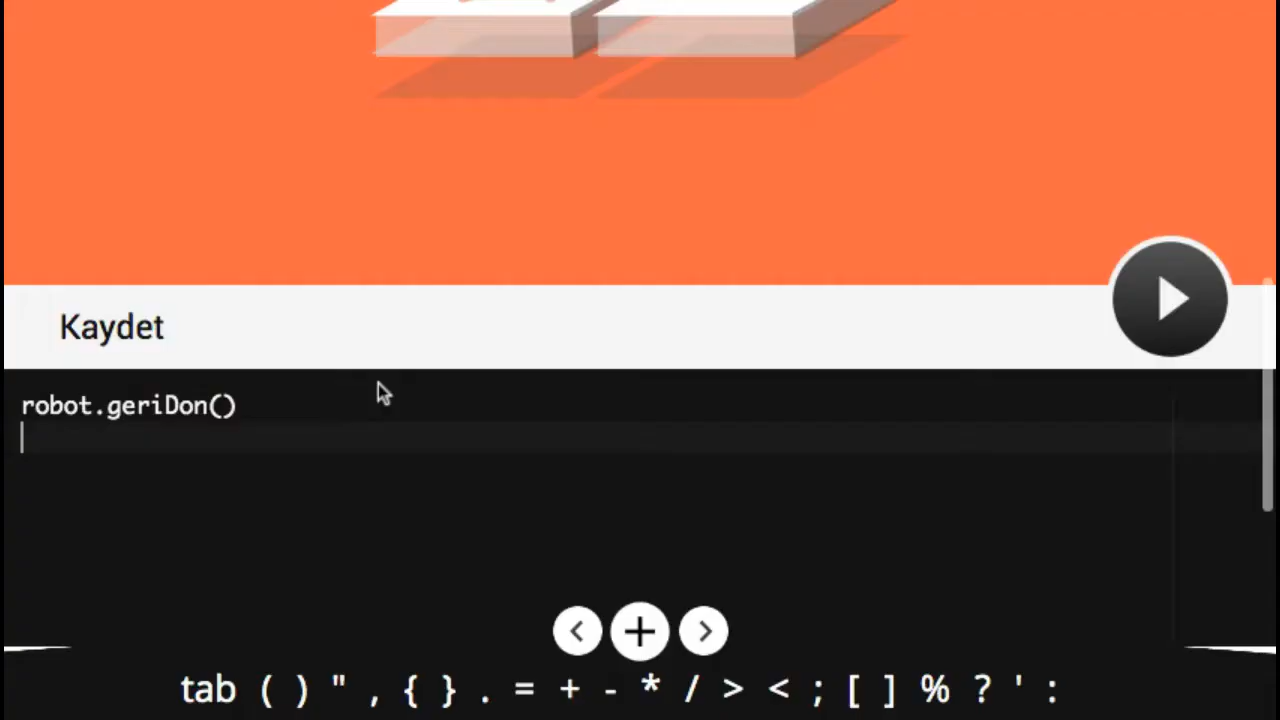 Kaydet
robot.geriDon()
tab ( ) " , { } . = + - * / > < ; [ ] % ? ' :